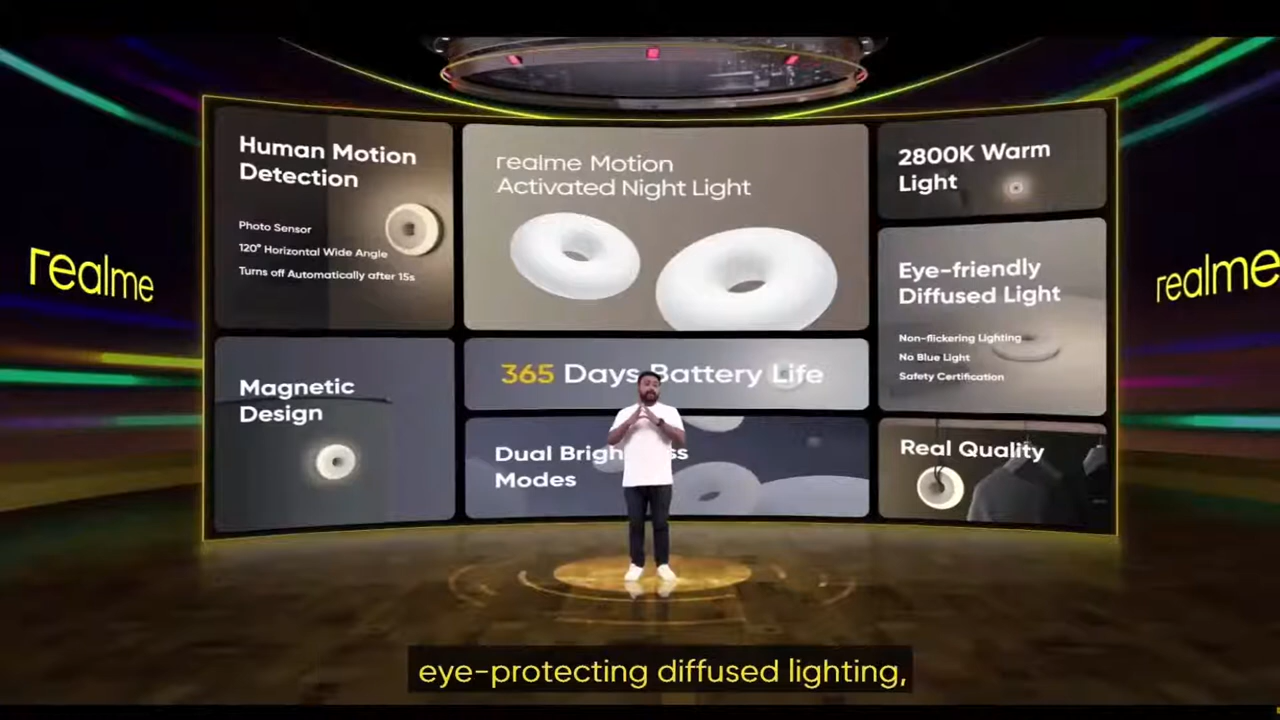 realme
Human Motion
Detection
Photo Sensor
120° Horizontal Wide Angle
Turns off Automatically after 15s
realme Motion
Activated Night Light
2800K Warm
Light
Eye-friendly
Diffused Light
Non-flickering Lighting
No Blue Light
Safety Certification
Magnetic
Design
365 Days Battery Life
Dual Brigh ss
Modes
Real Quality
realme
eye-protecting diffused lighting,